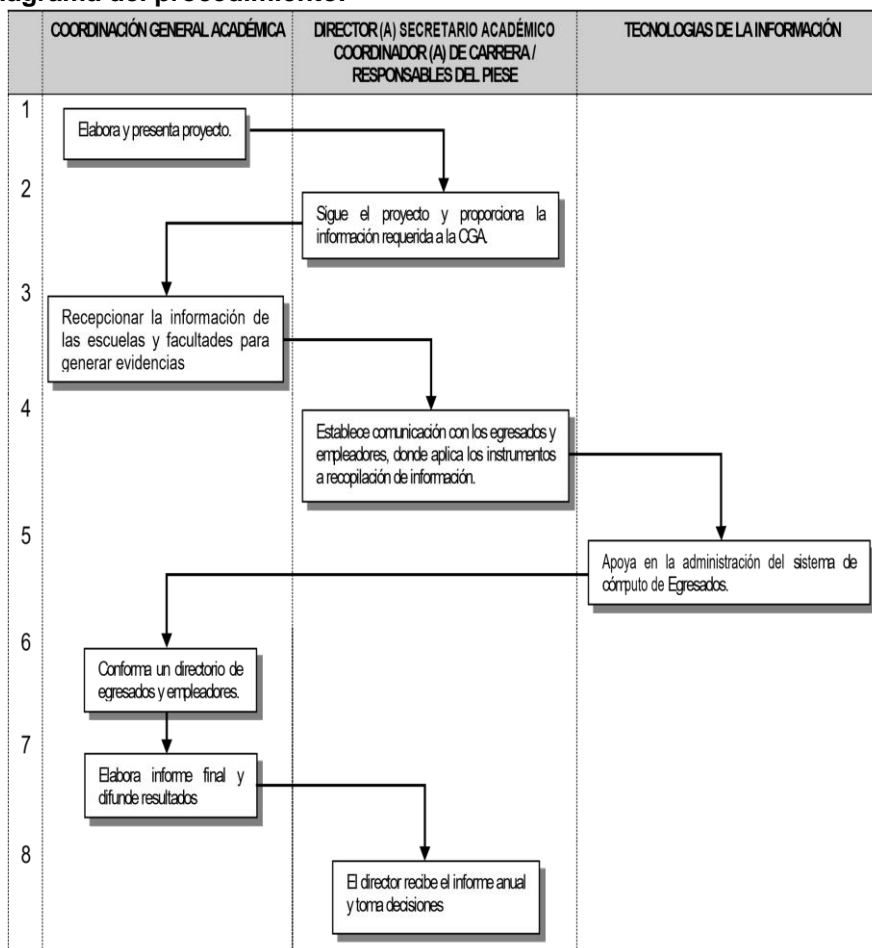 diagrama del procedimiento:
COORDINACIÓN GENERAL ACADÉMICA
DIRECTOR (A) SECRETARIO ACADÉMICO
COORDINADOR (A) DE CARRERA /
RESPONSABLES DEL PIESE
TECNOLOGIAS DE LA INFORMACIÓN
1
Elabora y presenta proyecto.
2
Sigue el proyecto y proporciona la
información requerida a la CGA.
3
Recepcionar la información de
las escuelas y facultades para
generar evidencias
4
Establece comunicación con los egresados y
empleadores, donde aplica los instrumentos
a recopilación de información.
5
Apoya en la administración del sistema de
cómputo de Egresados.
6
Conforma un directorio de
egresados y empleadores.
7
Elabora informe final y
difunde resultados
8
El director recibe el informe anual
y toma decisiones